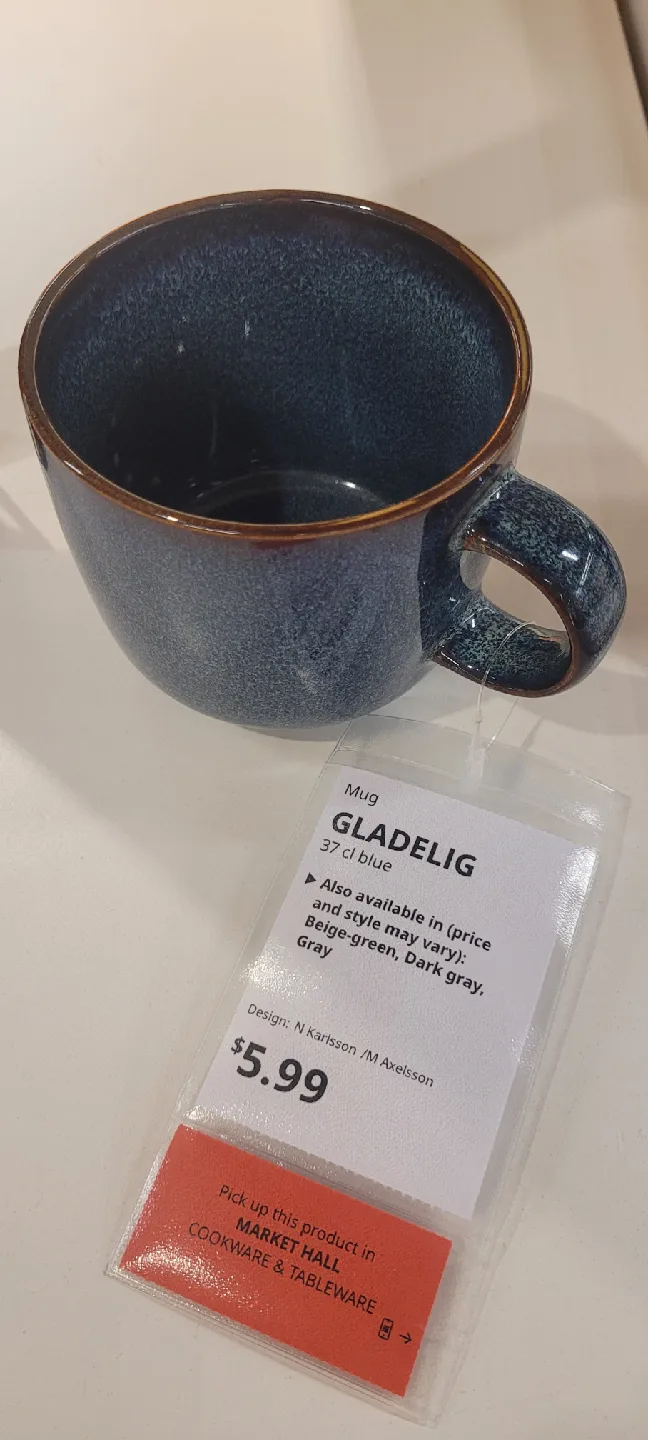 Mug
GLADELIG
37 cl blue
▶ Also available in (price
and style may vary):
Beige-green, Dark gray,
Gray
Design: N Karlsson /M Axelsson
$5.99
Pick up this product in
MARKET HALL
COOKWARE & TABLEWARE
→